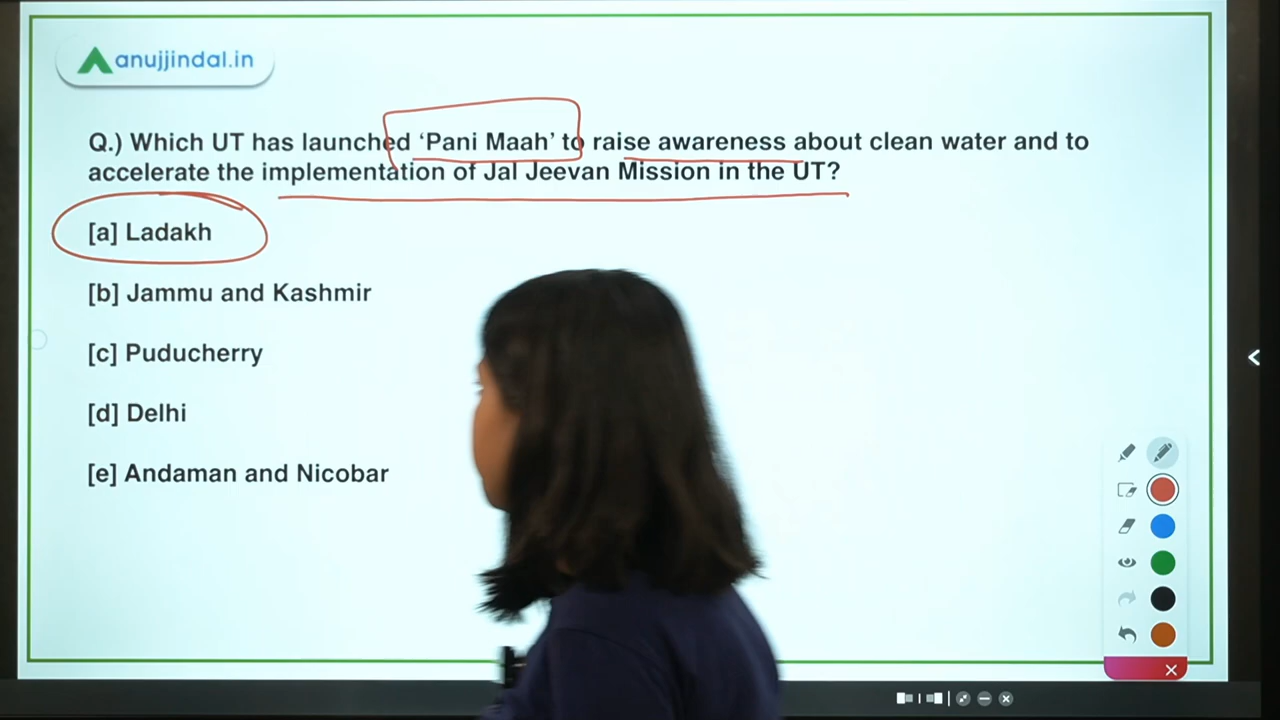 anujjindal.in
Q.) Which UT has launched ‘Pani Maah’ to raise awareness about clean water and to
accelerate the implementation of Jal Jeevan Mission in the UT?
[a] Ladakh
[b] Jammu and Kashmir
[c] Puducherry
[d] Delhi
[e] Andaman and Nicobar